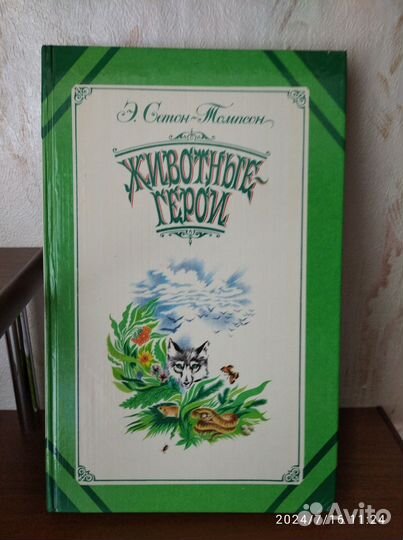 Э. Сетон-Томпсон
ЖИВОТНЫЕ-
ГЕРОИ
Avito
2024/7/16 11:24